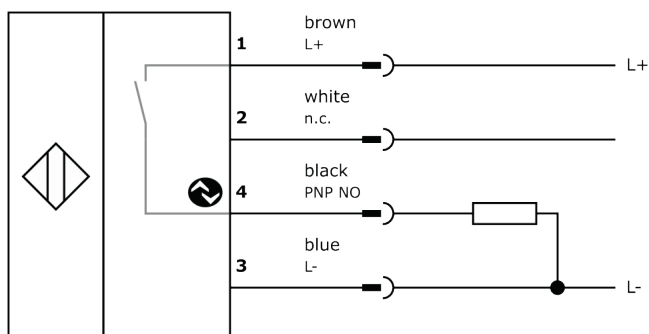 brown
1 L+ L+
white
2 n.c.
black
4 PNP NO
blue
3 L- L-